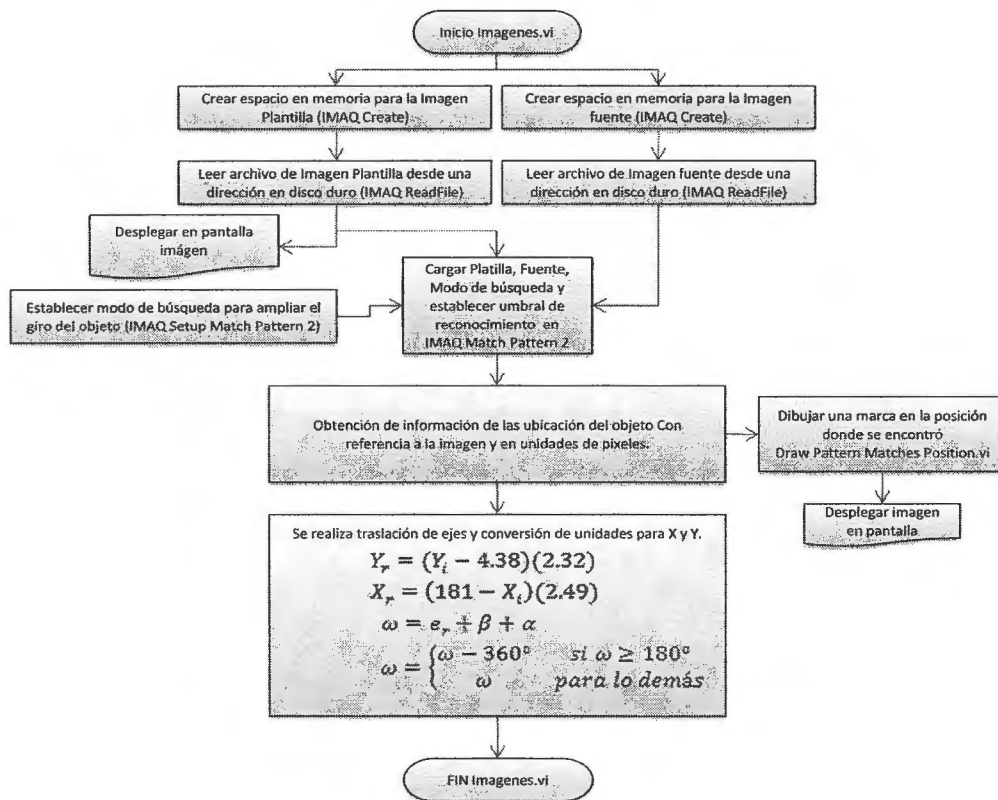 Inicio Imagenes.vi
Crear espacio en memoria para la Imagen
Plantilla (IMAQ Create)
Crear espacio en memoria para la Imagen
fuente (IMAQ Create)
Leer archivo de Imagen Plantilla desde una
dirección en disco duro (IMAQ ReadFile)
Leer archivo de Imagen fuente desde una
dirección en disco duro (IMAQ ReadFile)
Desplegar en pantalla
imágen
Cargar Platilla, Fuente,
Modo de búsqueda y
establecer umbral de
reconocimiento en
IMAQ Match Pattern 2
Establecer modo de búsqueda para ampliar el
giro del objeto (IMAQ Setup Match Pattern 2)
Obtención de información de las ubicación del objeto Con
referencia a la imagen y en unidades de pixeles.
Dibujar una marca en la posición
donde se encontró
Draw Pattern Matches Position.vi
Desplegar imagen
en pantalla
Se realiza traslación de ejes y conversión de unidades para X y Y.
Y_r = (Y_i − 4.38)(2.32)
X_r = (181 − X_i)(2.49)
ω = e_r + β + α
ω = { ω − 360° si ω ≥ 180°
ω para lo demás
FIN Imagenes.vi